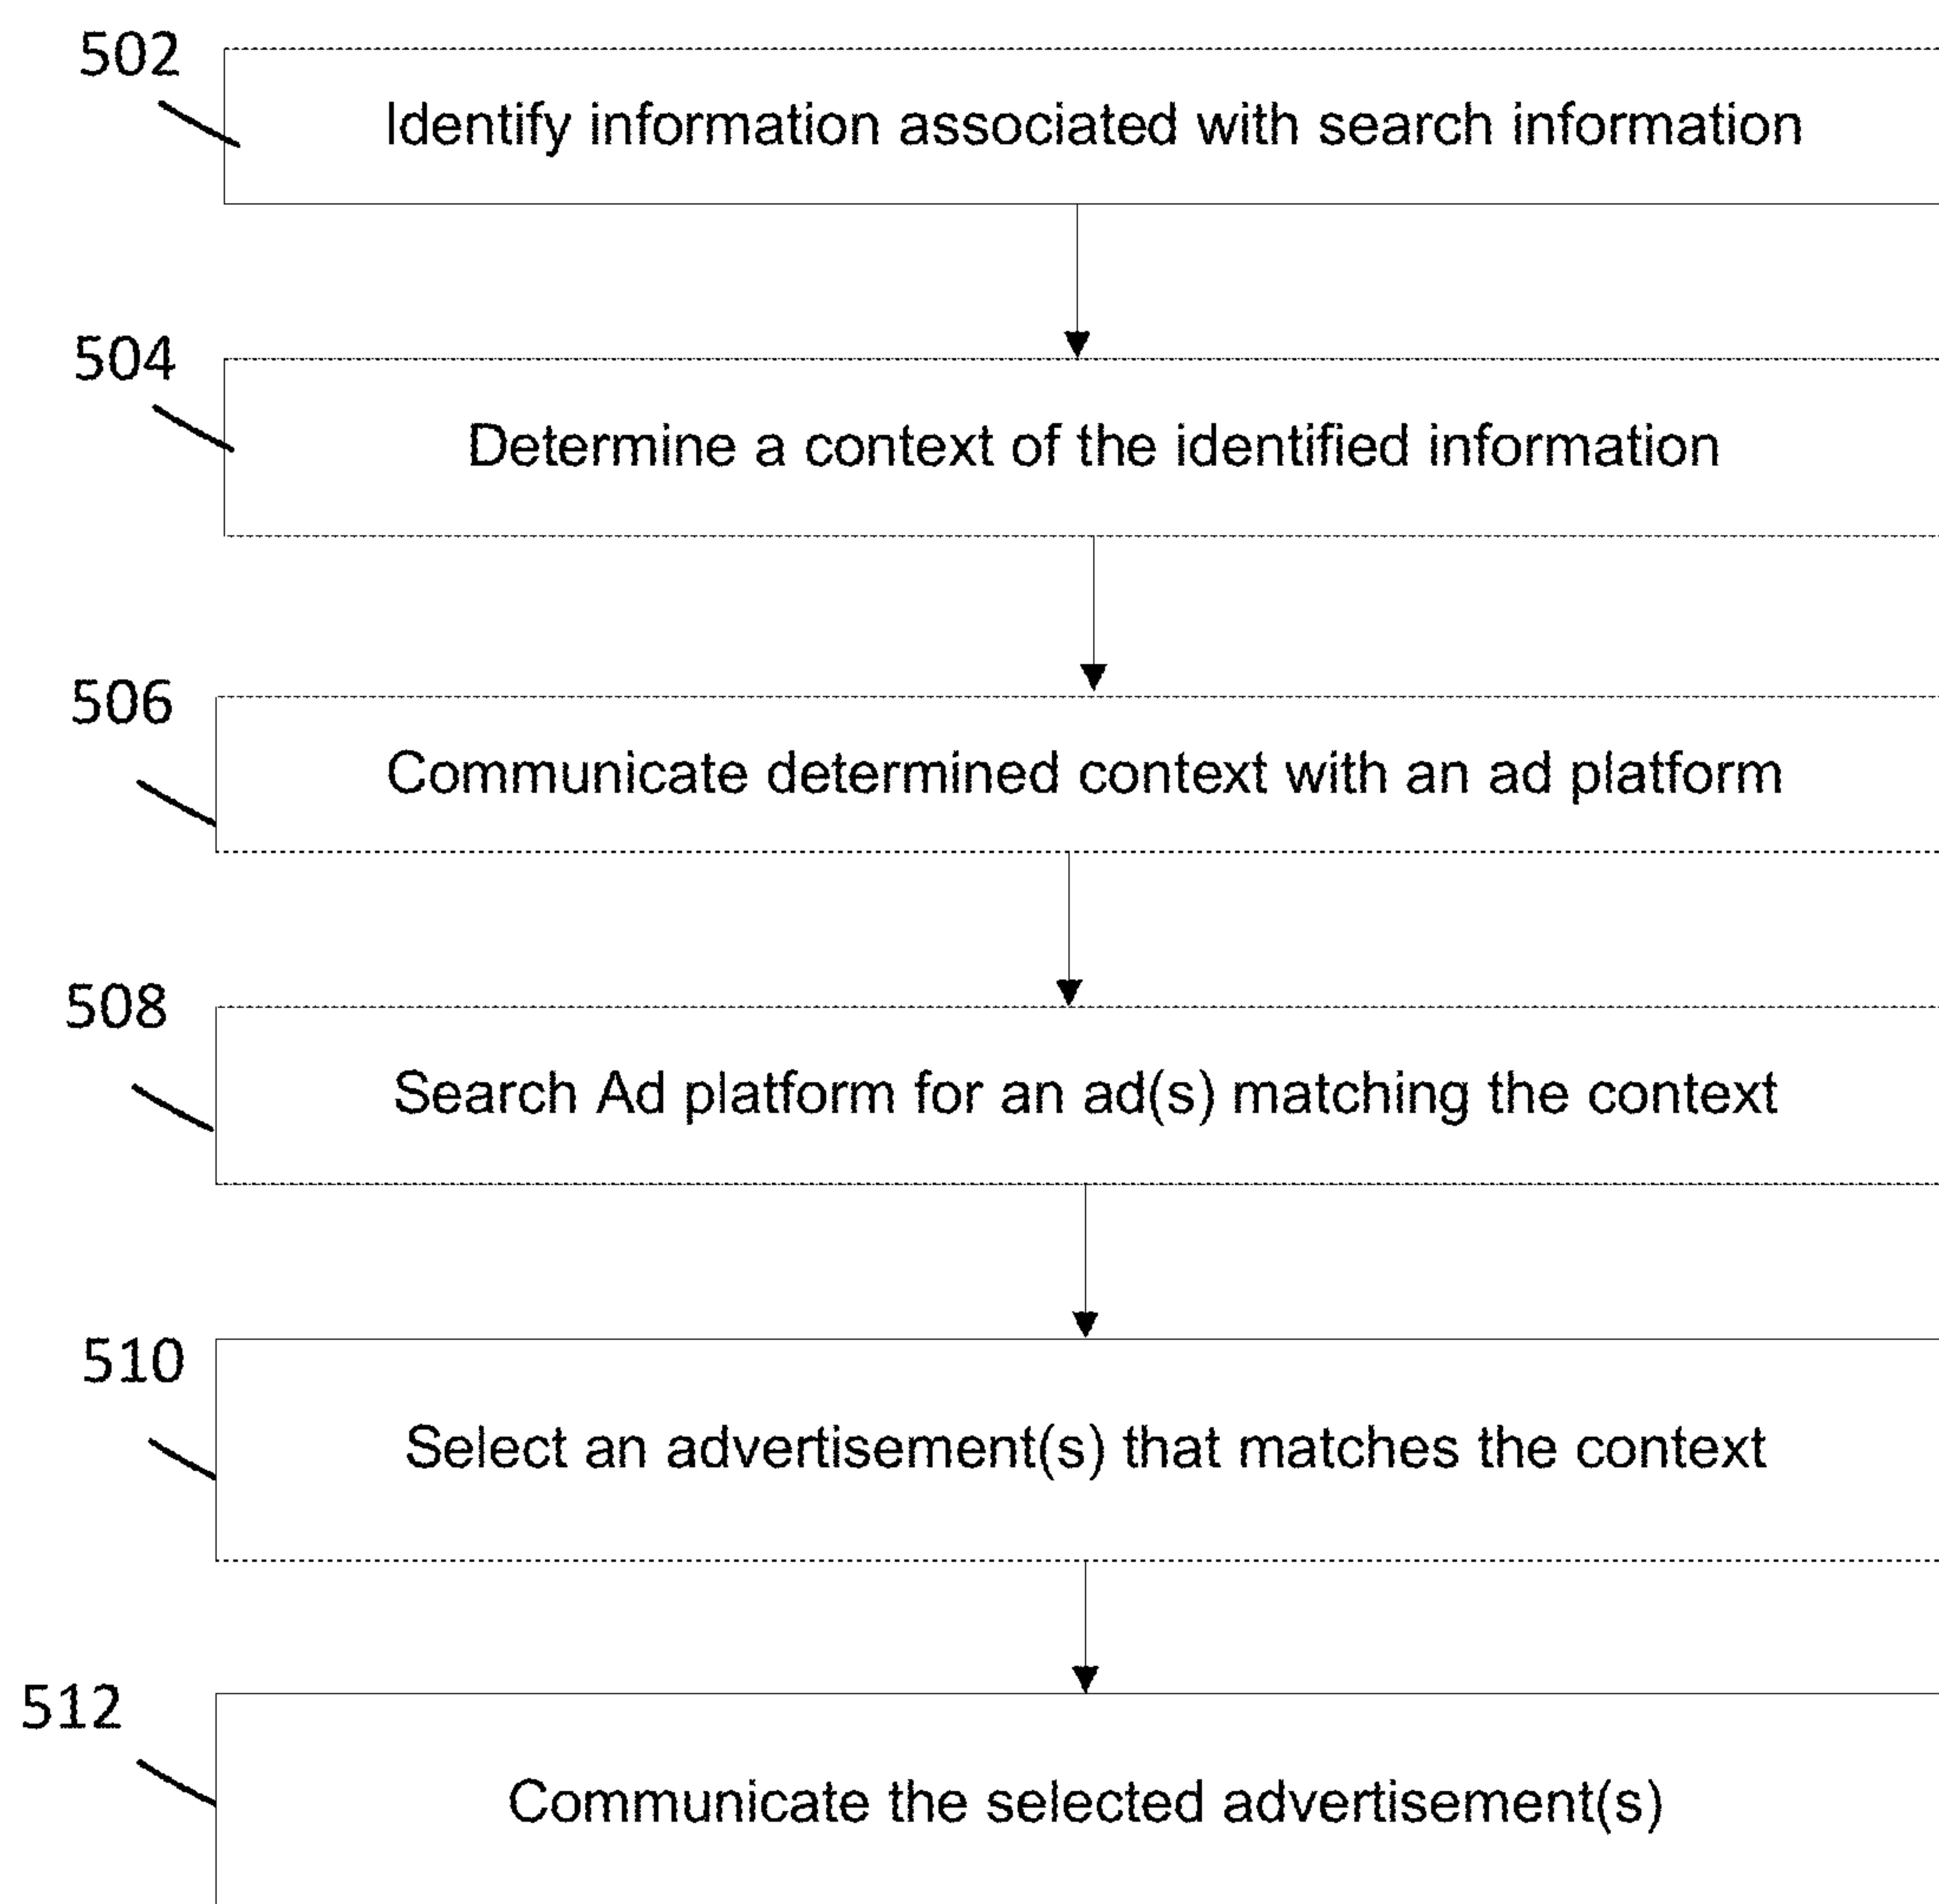 502
Identify information associated with search information
504
Determine a context of the identified information
506
Communicate determined context with an ad platform
508
Search Ad platform for an ad(s) matching the context
510
Select an advertisement(s) that matches the context
512
Communicate the selected advertisement(s)